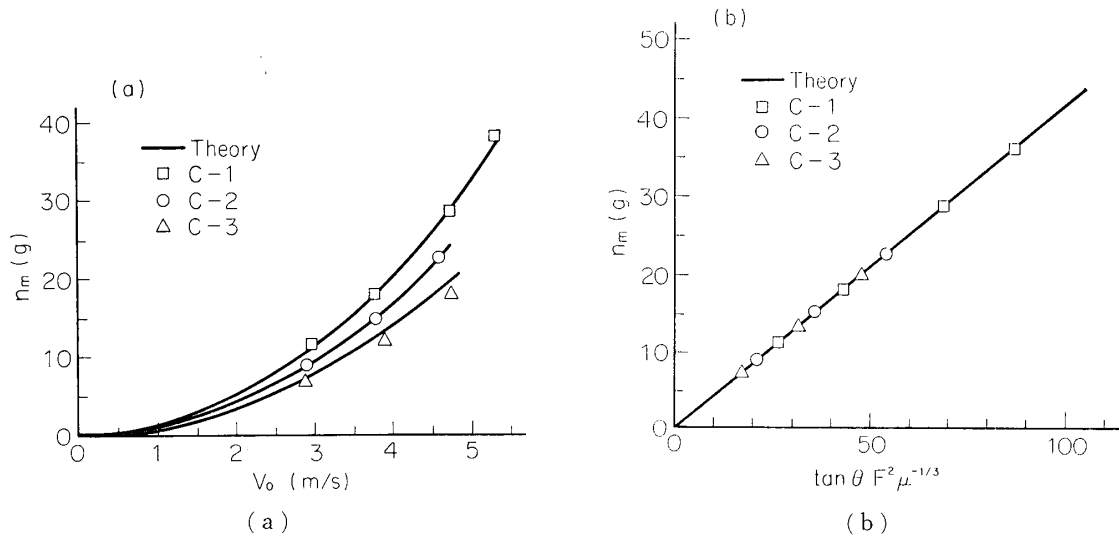 (a)
40
30
20
10
0
n_m (g)
Theory
C-1
C-2
C-3
0 1 2 3 4 5
V_o (m/s)
(a)
(b)
50
40
30
20
10
0
n_m (g)
Theory
C-1
C-2
C-3
0 50 100
tan θ F² μ^{-1/3}
(b)